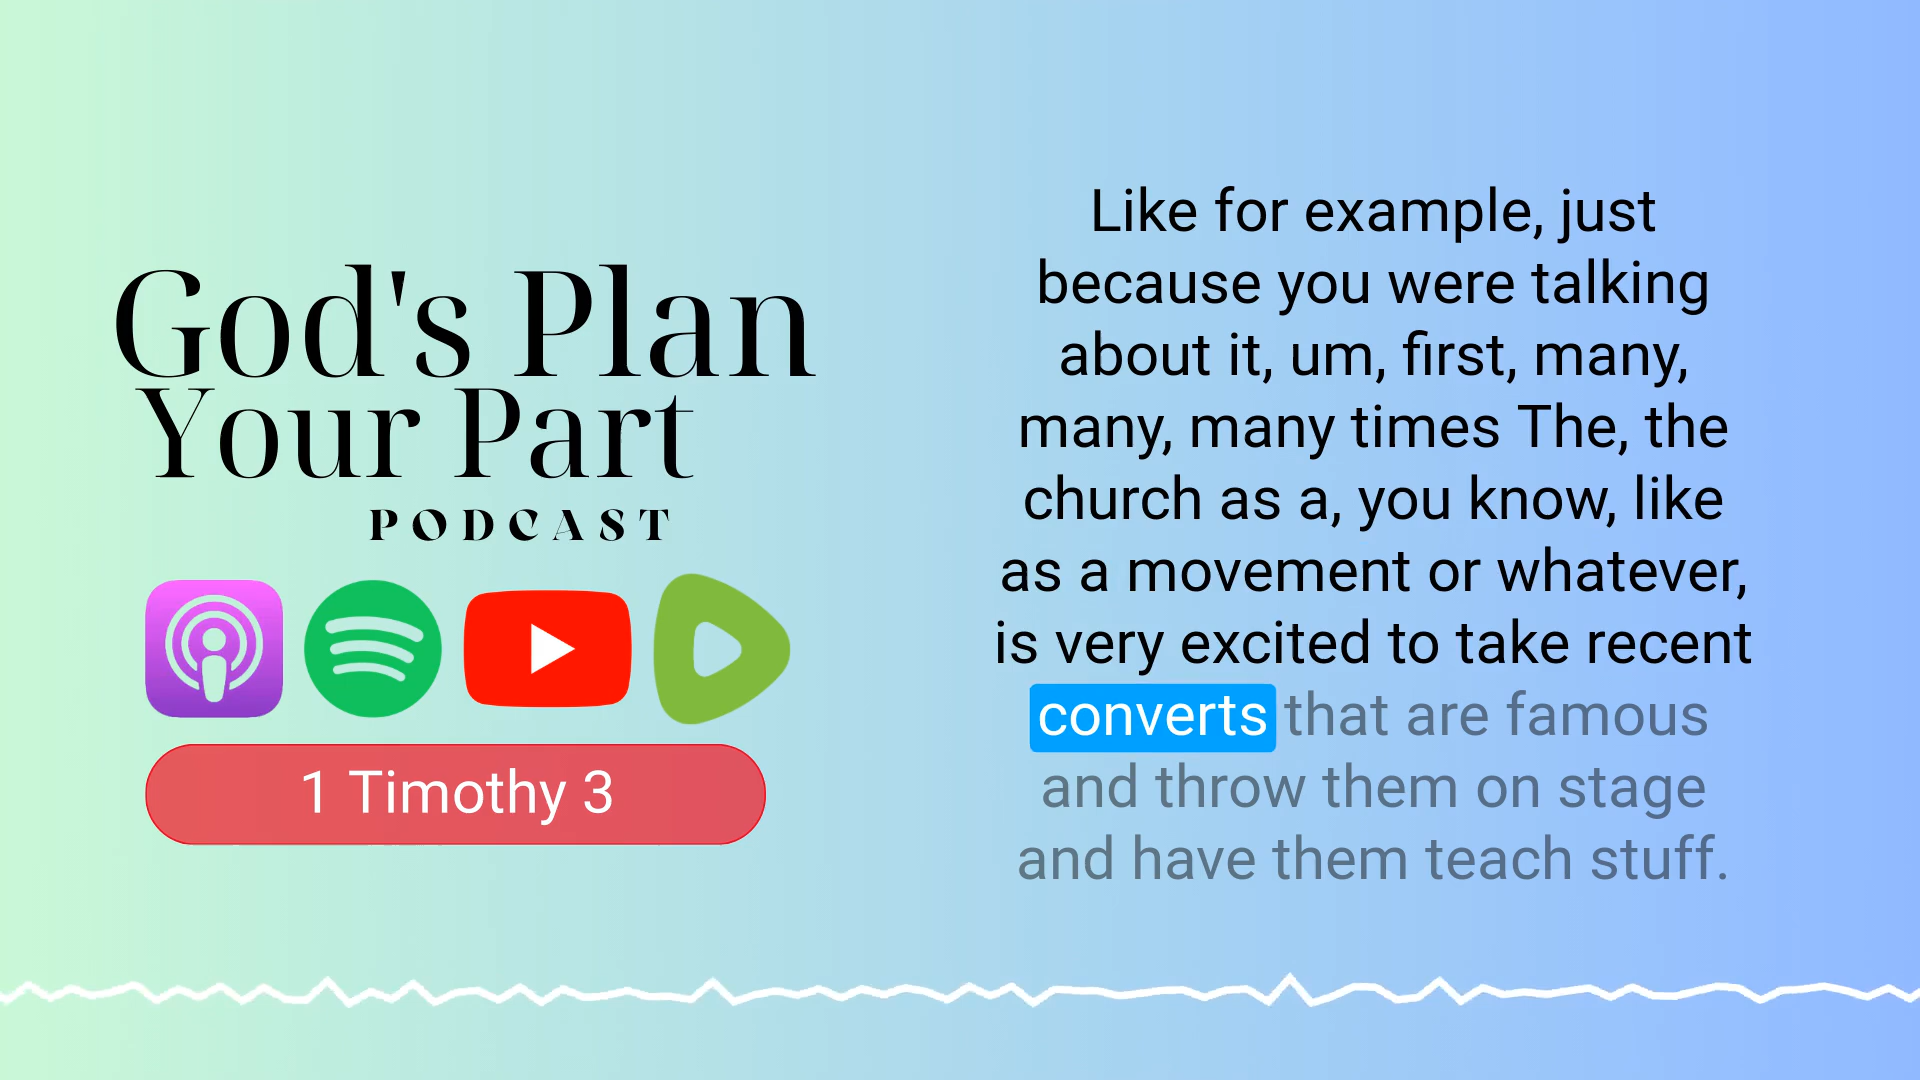 God's Plan
Your Part
PODCAST
1 Timothy 3
Like for example, just
because you were talking
about it, um, first, many,
many, many times The, the
church as a, you know, like
as a movement or whatever,
is very excited to take recent
converts that are famous
and throw them on stage
and have them teach stuff.